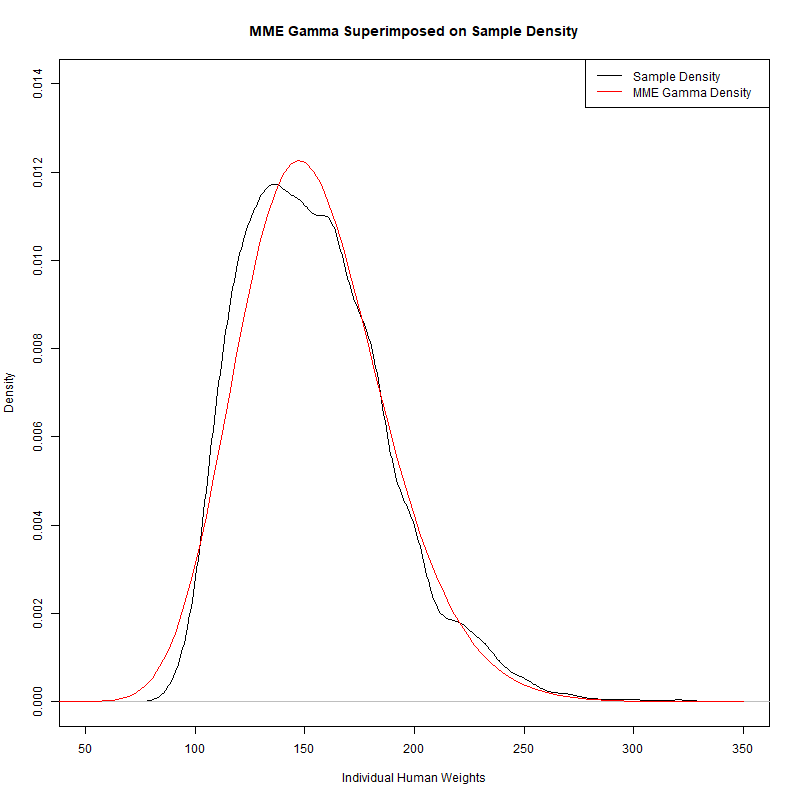 MME Gamma Superimposed on Sample Density
Sample Density
MME Gamma Density
0.014
0.012
0.010
0.008
0.006
0.004
0.002
0.000
Density
50 100 150 200 250 300 350
Individual Human Weights